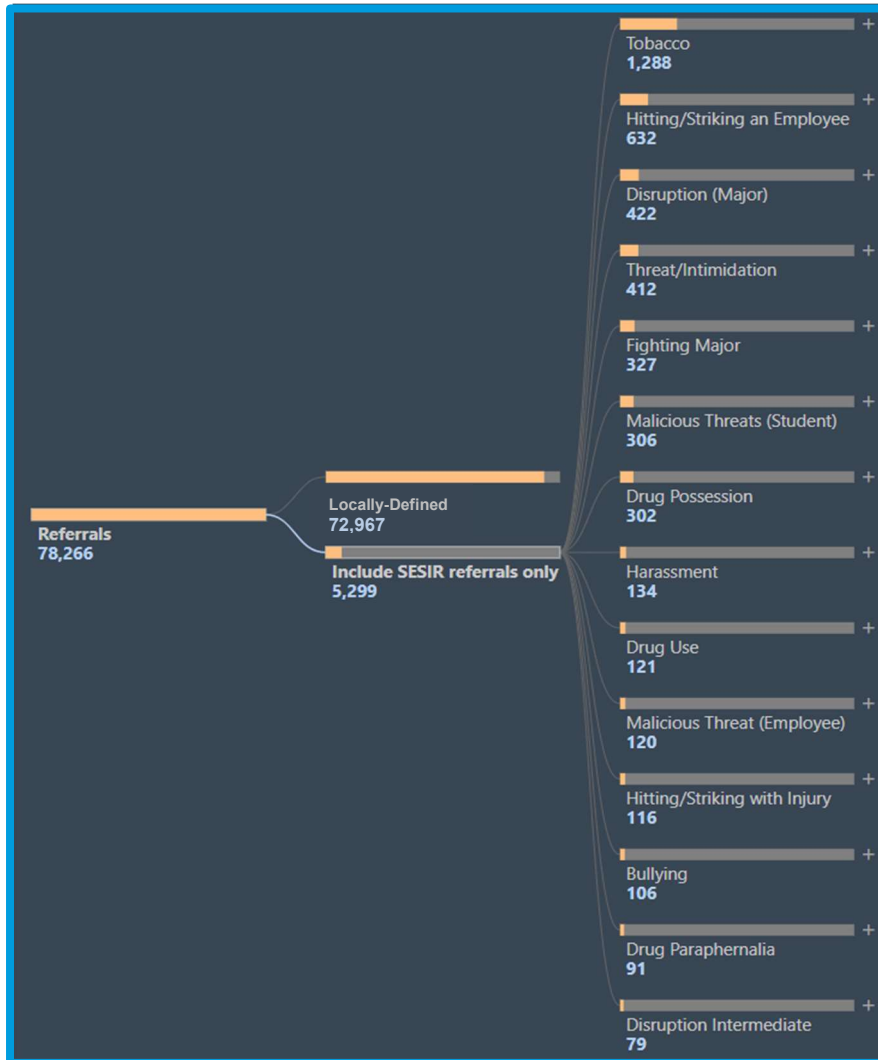 Referrals
78,266
Locally-Defined
72,967
Include SESIR referrals only
5,299
Tobacco
1,288
Hitting/Striking an Employee
632
Disruption (Major)
422
Threat/Intimidation
412
Fighting Major
327
Malicious Threats (Student)
306
Drug Possession
302
Harassment
134
Drug Use
121
Malicious Threat (Employee)
120
Hitting/Striking with Injury
116
Bullying
106
Drug Paraphernalia
91
Disruption Intermediate
79